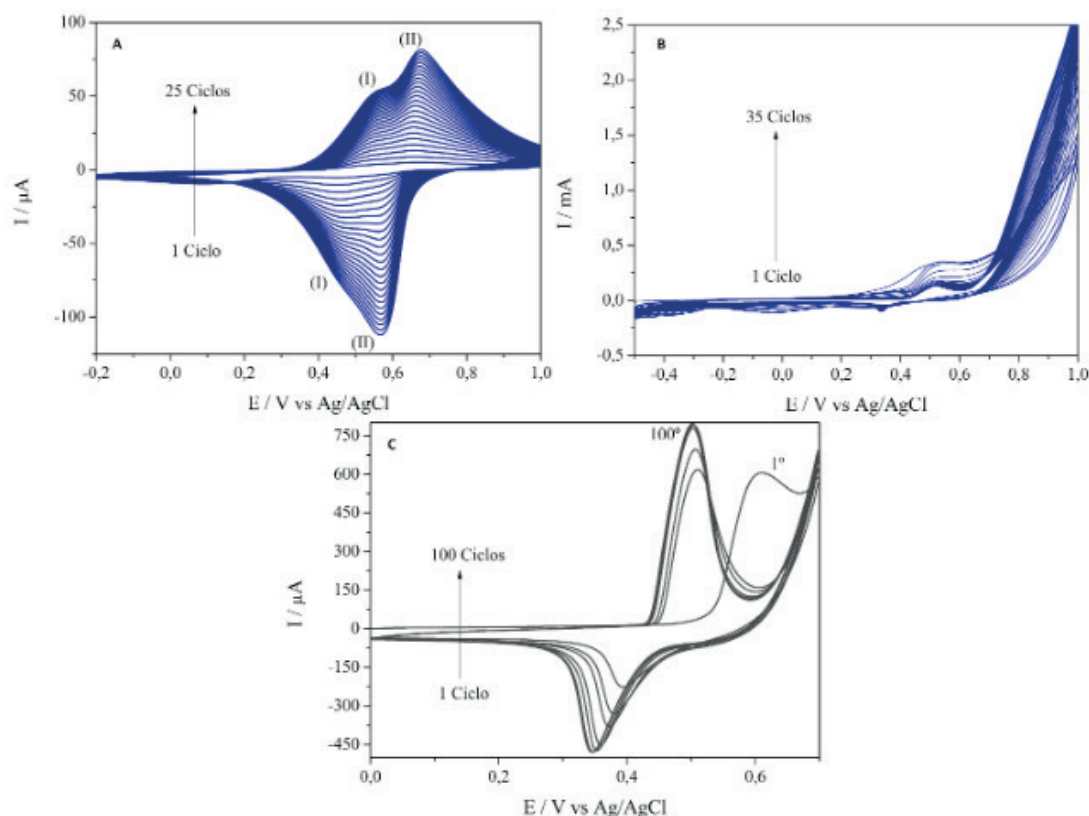 A
(II)
(I)
25 Ciclos
1 Ciclo
(I)
(II)
100
50
0
-50
-100
I / µA
-0,2 0,0 0,2 0,4 0,6 0,8 1,0
E / V vs Ag/AgCl
B
35 Ciclos
1 Ciclo
2,5
2,0
1,5
1,0
0,5
0,0
-0,5
I / mA
-0,4 -0,2 0,0 0,2 0,4 0,6 0,8 1,0
E / V vs Ag/AgCl
C
100º
1º
100 Ciclos
1 Ciclo
750
600
450
300
150
0
-150
-300
-450
I / µA
0,0 0,2 0,4 0,6
E / V vs Ag/AgCl